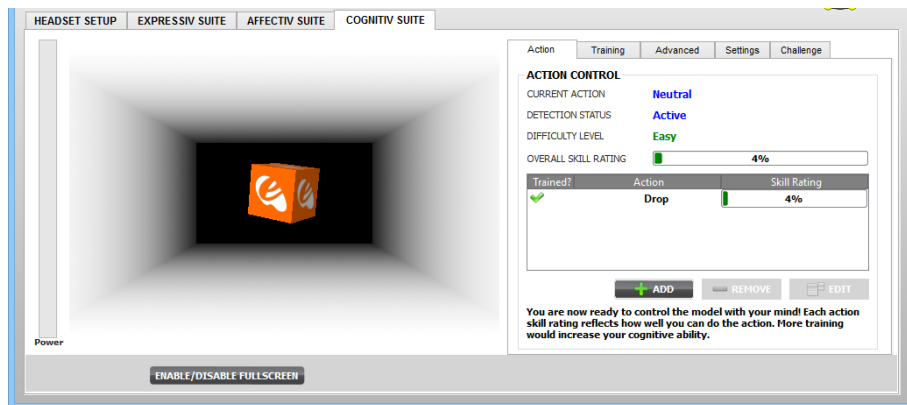 HEADSET SETUP EXPRESSIV SUITE AFFECTIV SUITE COGNITIV SUITE
Action Training Advanced Settings Challenge
ACTION CONTROL
CURRENT ACTION Neutral
DETECTION STATUS Active
DIFFICULTY LEVEL Easy
OVERALL SKILL RATING 4%
Trained? Action Skill Rating
Drop 4%
ADD REMOVE EDIT
You are now ready to control the model with your mind! Each action
skill rating reflects how well you can do the action. More training
would increase your cognitive ability.
Power
ENABLE/DISABLE FULLSCREEN